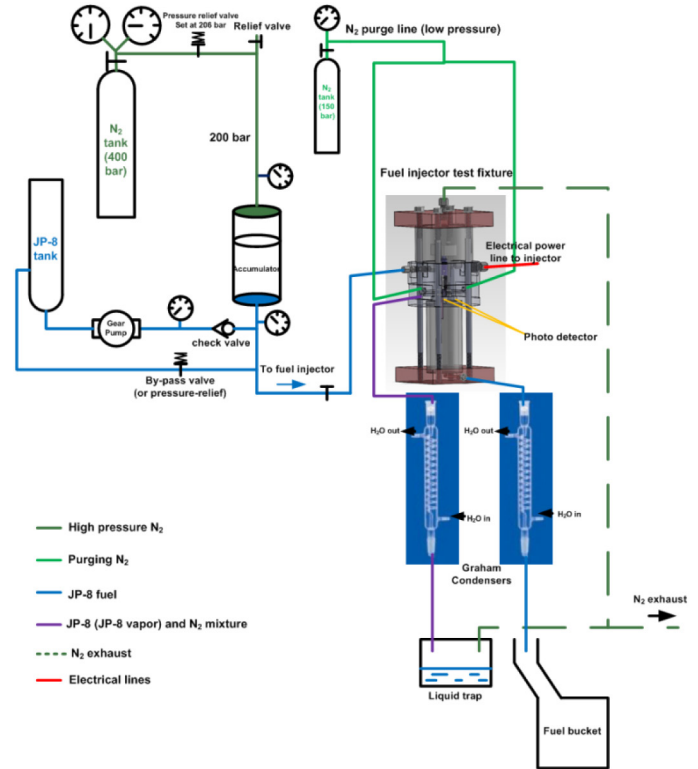 Pressure relief valve
Set at 206 bar
Relief valve
N2 purge line (low pressure)
N2
tank
(400
bar)
N2
tank
(150
bar)
200 bar
Fuel injector test fixture
JP-8
tank
Accumulator
Electrical power
line to injector
Gear
Pump
check valve
Photo detector
To fuel injector
By-pass valve
(or pressure-relief)
H2O out
H2O out
H2O in
H2O in
Graham
Condensers
High pressure N2
Purging N2
JP-8 fuel
JP-8 (JP-8 vapor) and N2 mixture
N2 exhaust
Electrical lines
N2 exhaust
Liquid trap
Fuel bucket